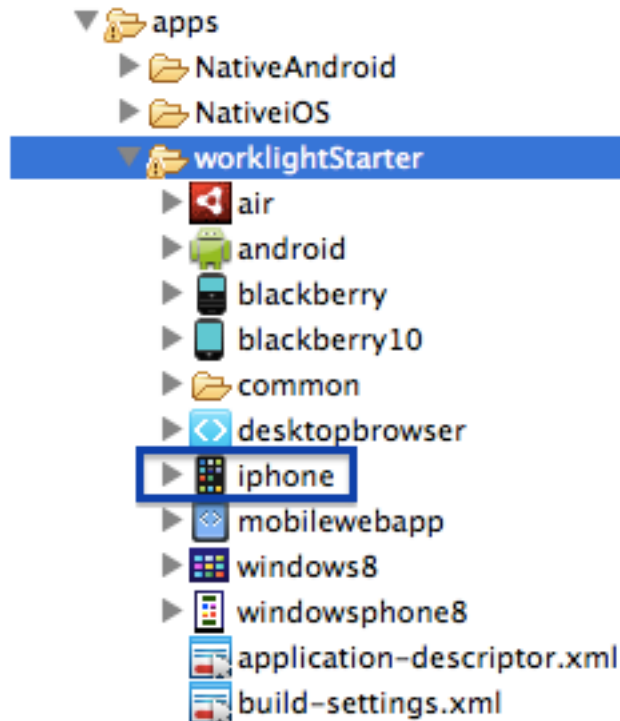 apps
NativeAndroid
NativeiOS
worklightStarter
air
android
blackberry
blackberry10
common
desktopbrowser
iphone
mobilewebapp
windows8
windowsphone8
application-descriptor.xml
build-settings.xml